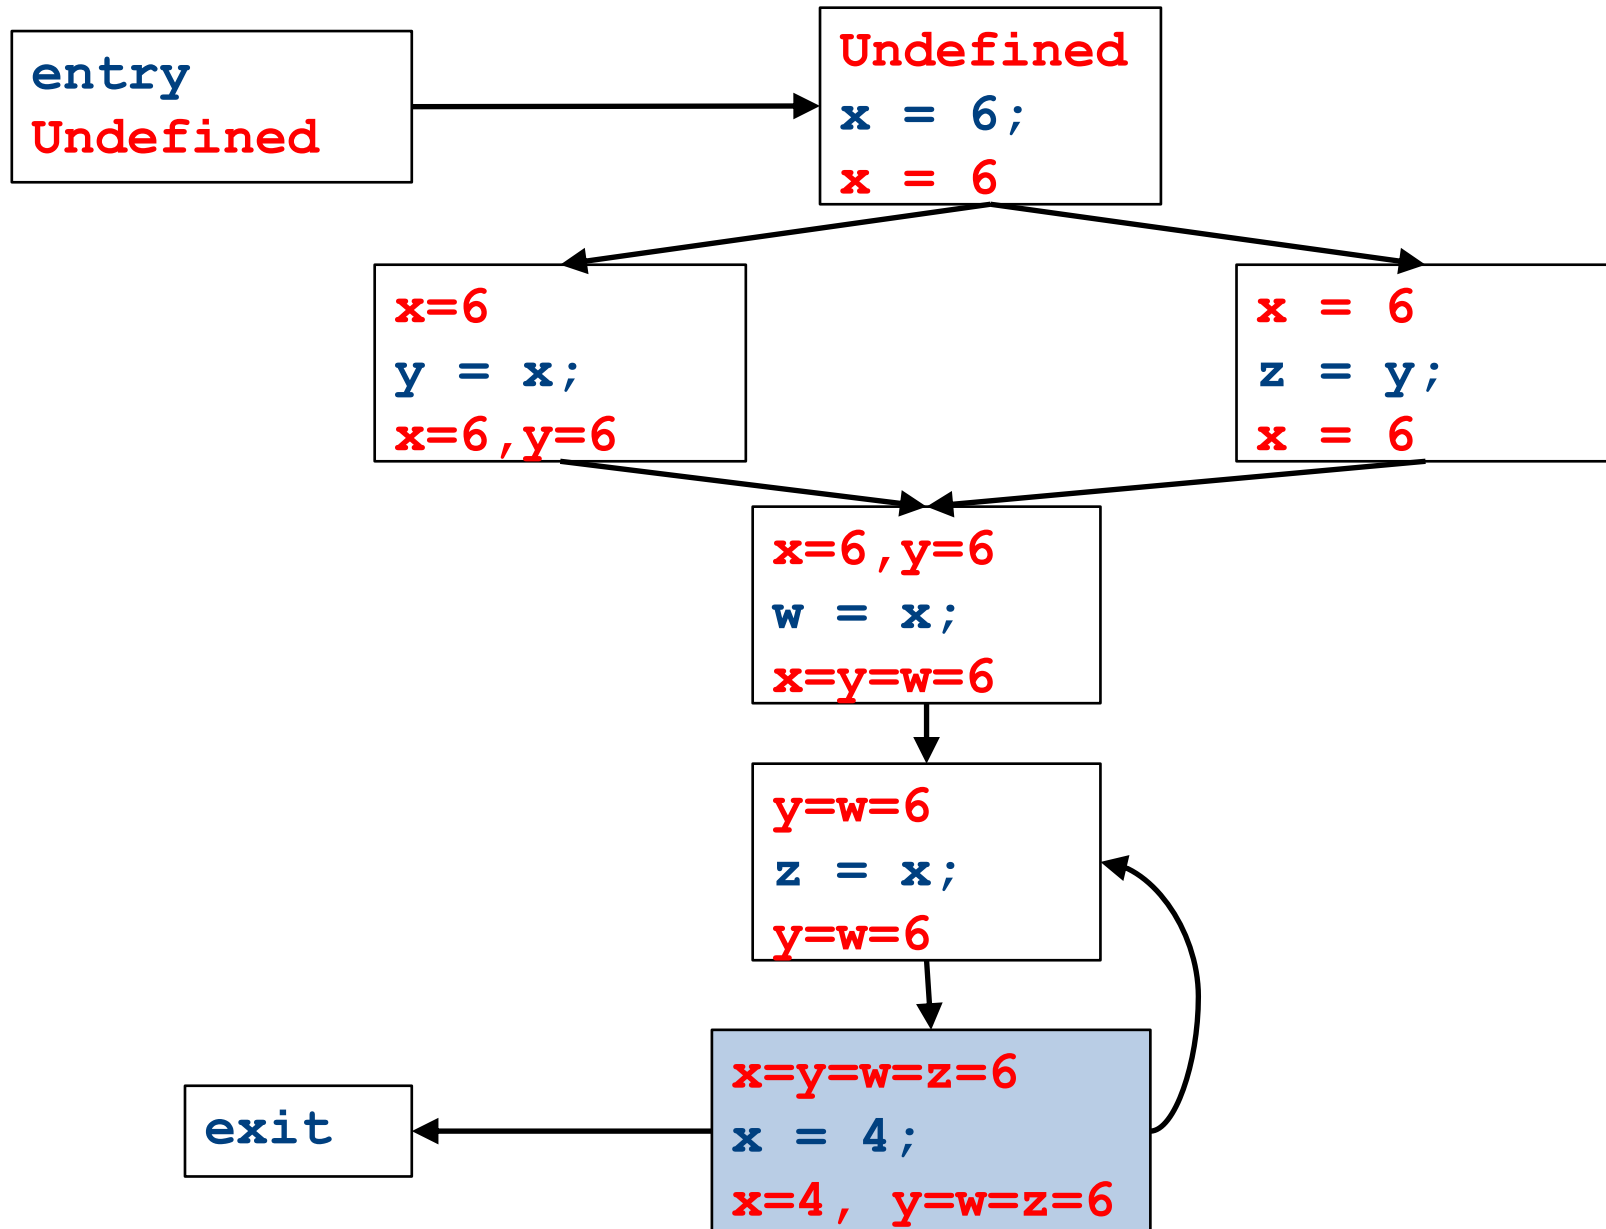 entry
Undefined
Undefined
x = 6;
x = 6
x=6
y = x;
x=6,y=6
x = 6
z = y;
x = 6
x=6,y=6
w = x;
x=y=w=6
y=w=6
z = x;
y=w=6
x=y=w=z=6
x = 4;
x=4, y=w=z=6
exit